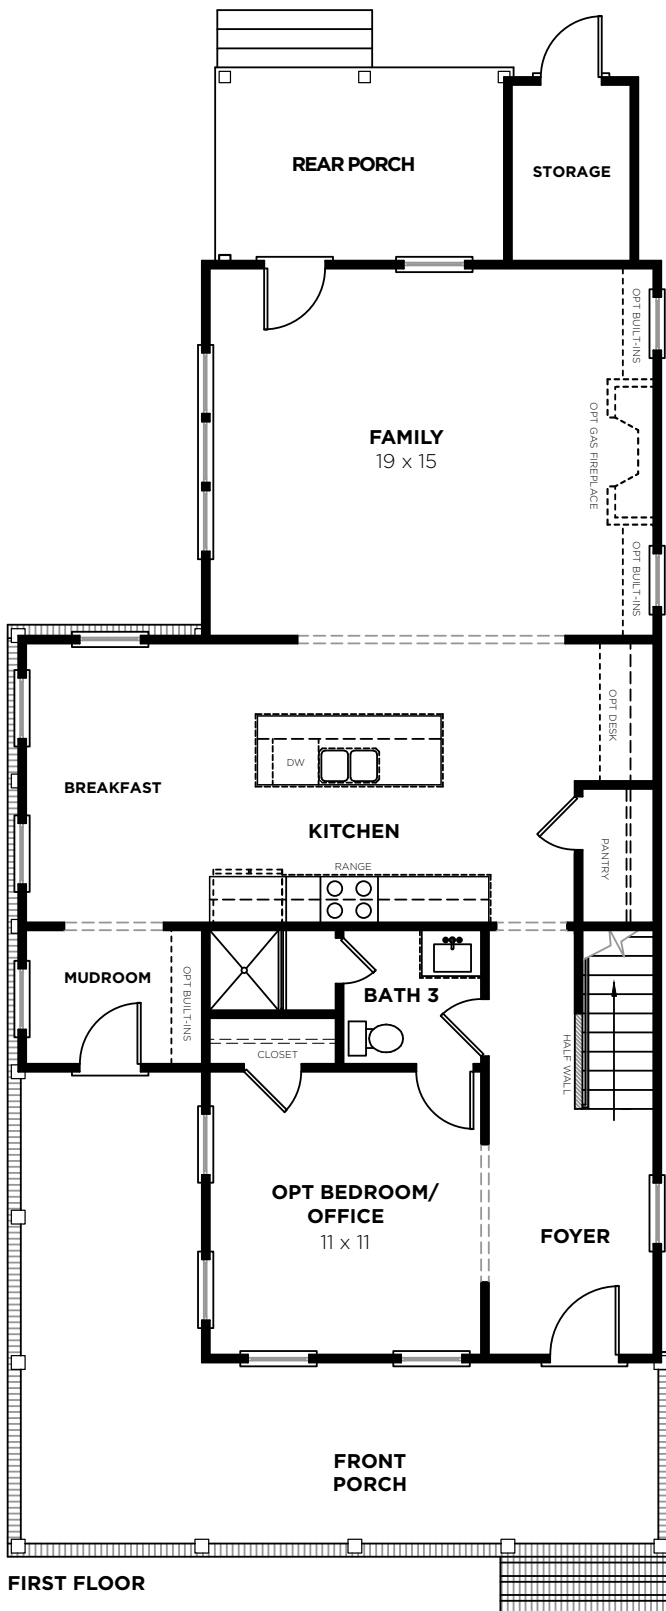 REAR PORCH
STORAGE
OPT BUILT-INS
FAMILY
19 x 15
OPT GAS FIREPLACE
OPT BUILT-INS
OPT DESK
DW
BREAKFAST
KITCHEN
RANGE
PANTRY
MUDROOM
OPT BUILT-INS
BATH 3
CLOSET
HALF WALL
OPT BEDROOM/
OFFICE
11 x 11
FOYER
FRONT
PORCH
FIRST FLOOR